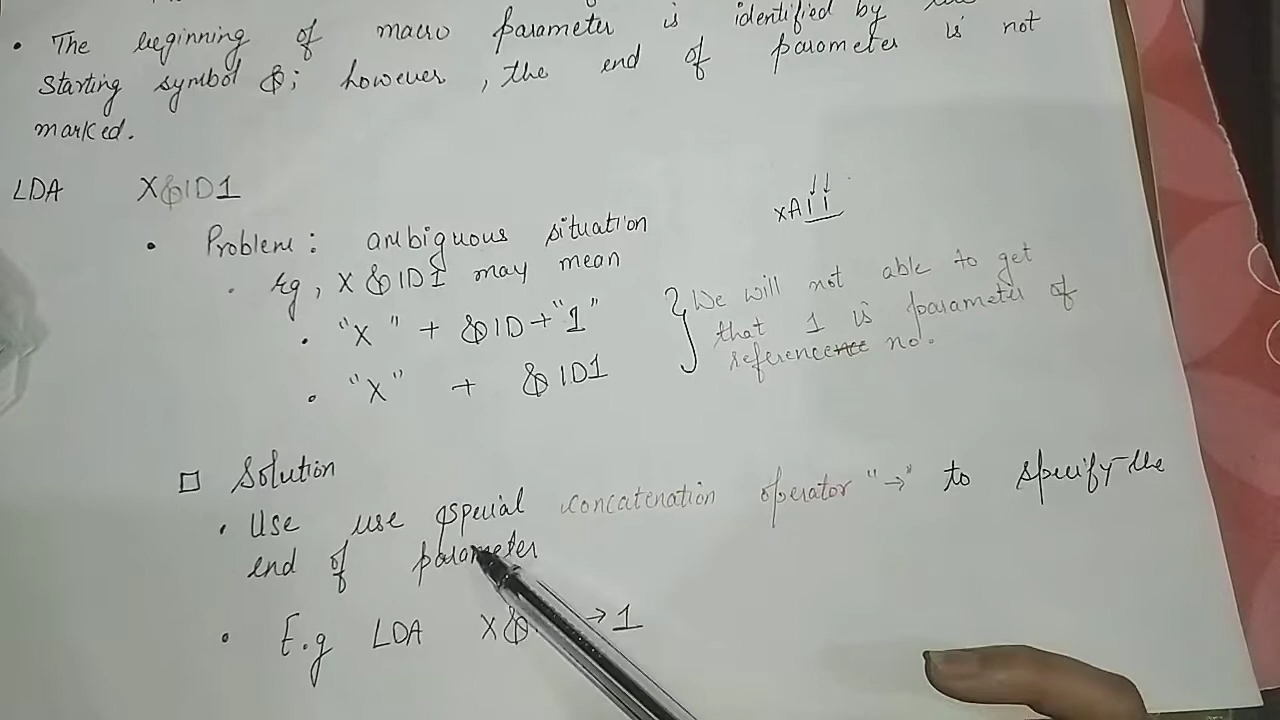 • The beginning of macro parameter is identified by the
starting symbol &; however, the end of parameter is not
marked.
LDA X&ID1
xA11
• Problem: ambiguous situation
• Eg, X&ID1 may mean
• "X" + &ID+"1"
• "X" + &ID1
} We will not able to get
that 1 is parameter of
reference no.
□ Solution
• Use use special concatenation operator "→" to specify the
end of parameter
• E.g LDA X& →1